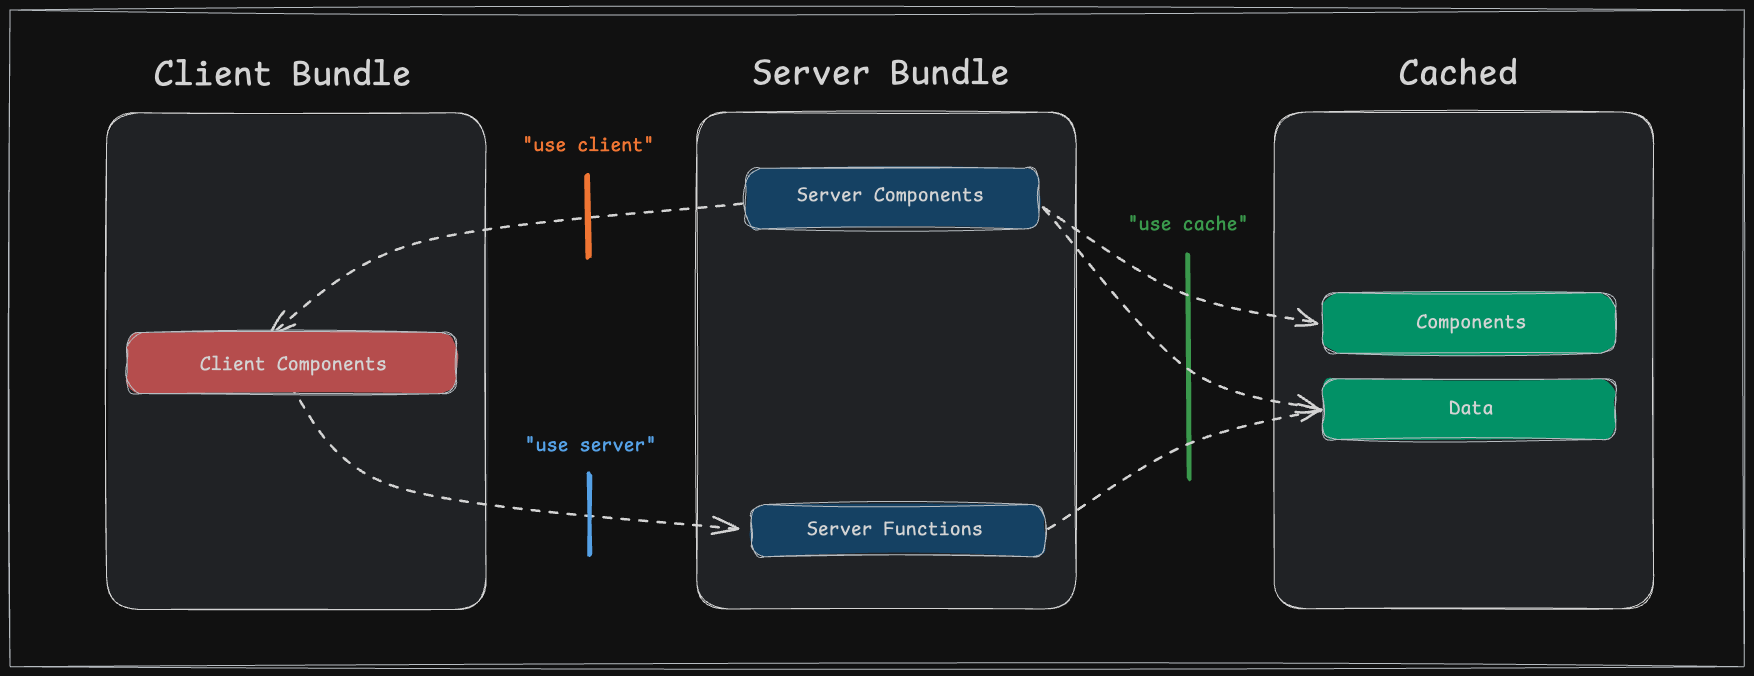 Client Bundle
Server Bundle
Cached
"use client"
Server Components
"use cache"
Components
Client Components
Data
"use server"
Server Functions